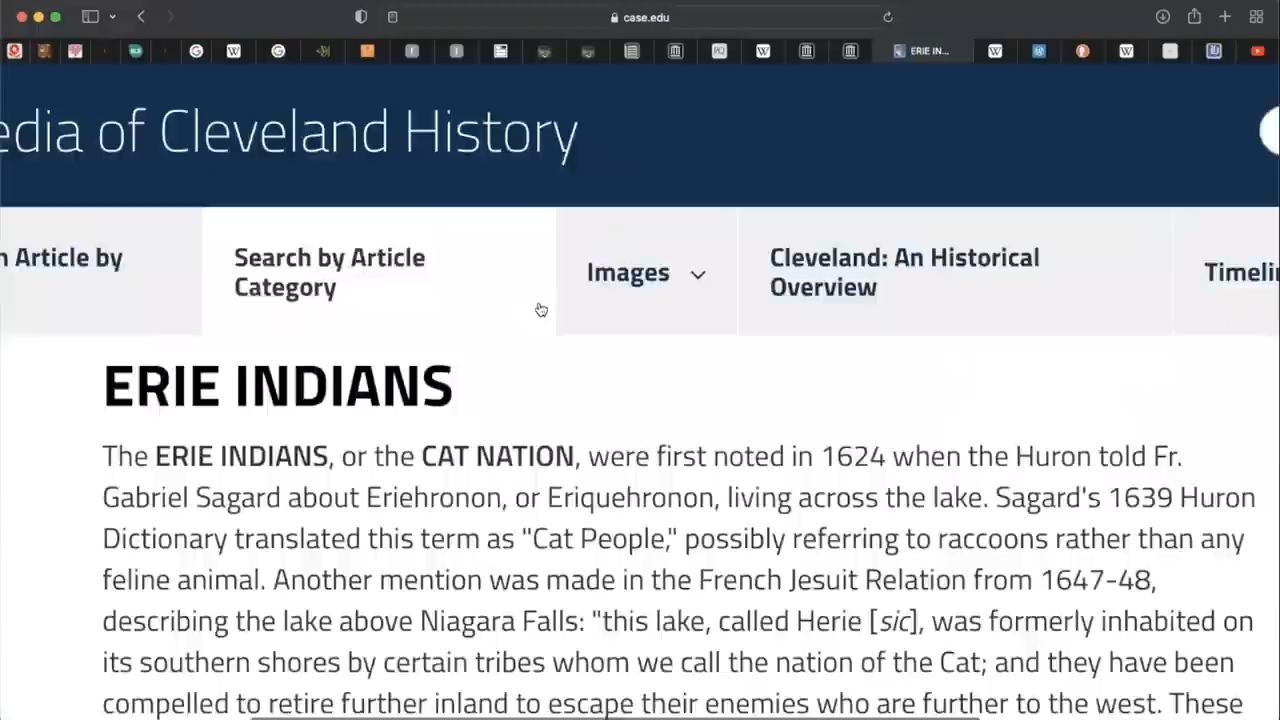 case.edu
ERIE IN...
edia of Cleveland History
n Article by
Search by Article
Category
Images
Cleveland: An Historical
Overview
Timelin
ERIE INDIANS
The ERIE INDIANS, or the CAT NATION, were first noted in 1624 when the Huron told Fr.
Gabriel Sagard about Eriehronon, or Eriquehronon, living across the lake. Sagard's 1639 Huron
Dictionary translated this term as "Cat People," possibly referring to raccoons rather than any
feline animal. Another mention was made in the French Jesuit Relation from 1647-48,
describing the lake above Niagara Falls: "this lake, called Herie [sic], was formerly inhabited on
its southern shores by certain tribes whom we call the nation of the Cat; and they have been
compelled to retire further inland to escape their enemies who are further to the west. These